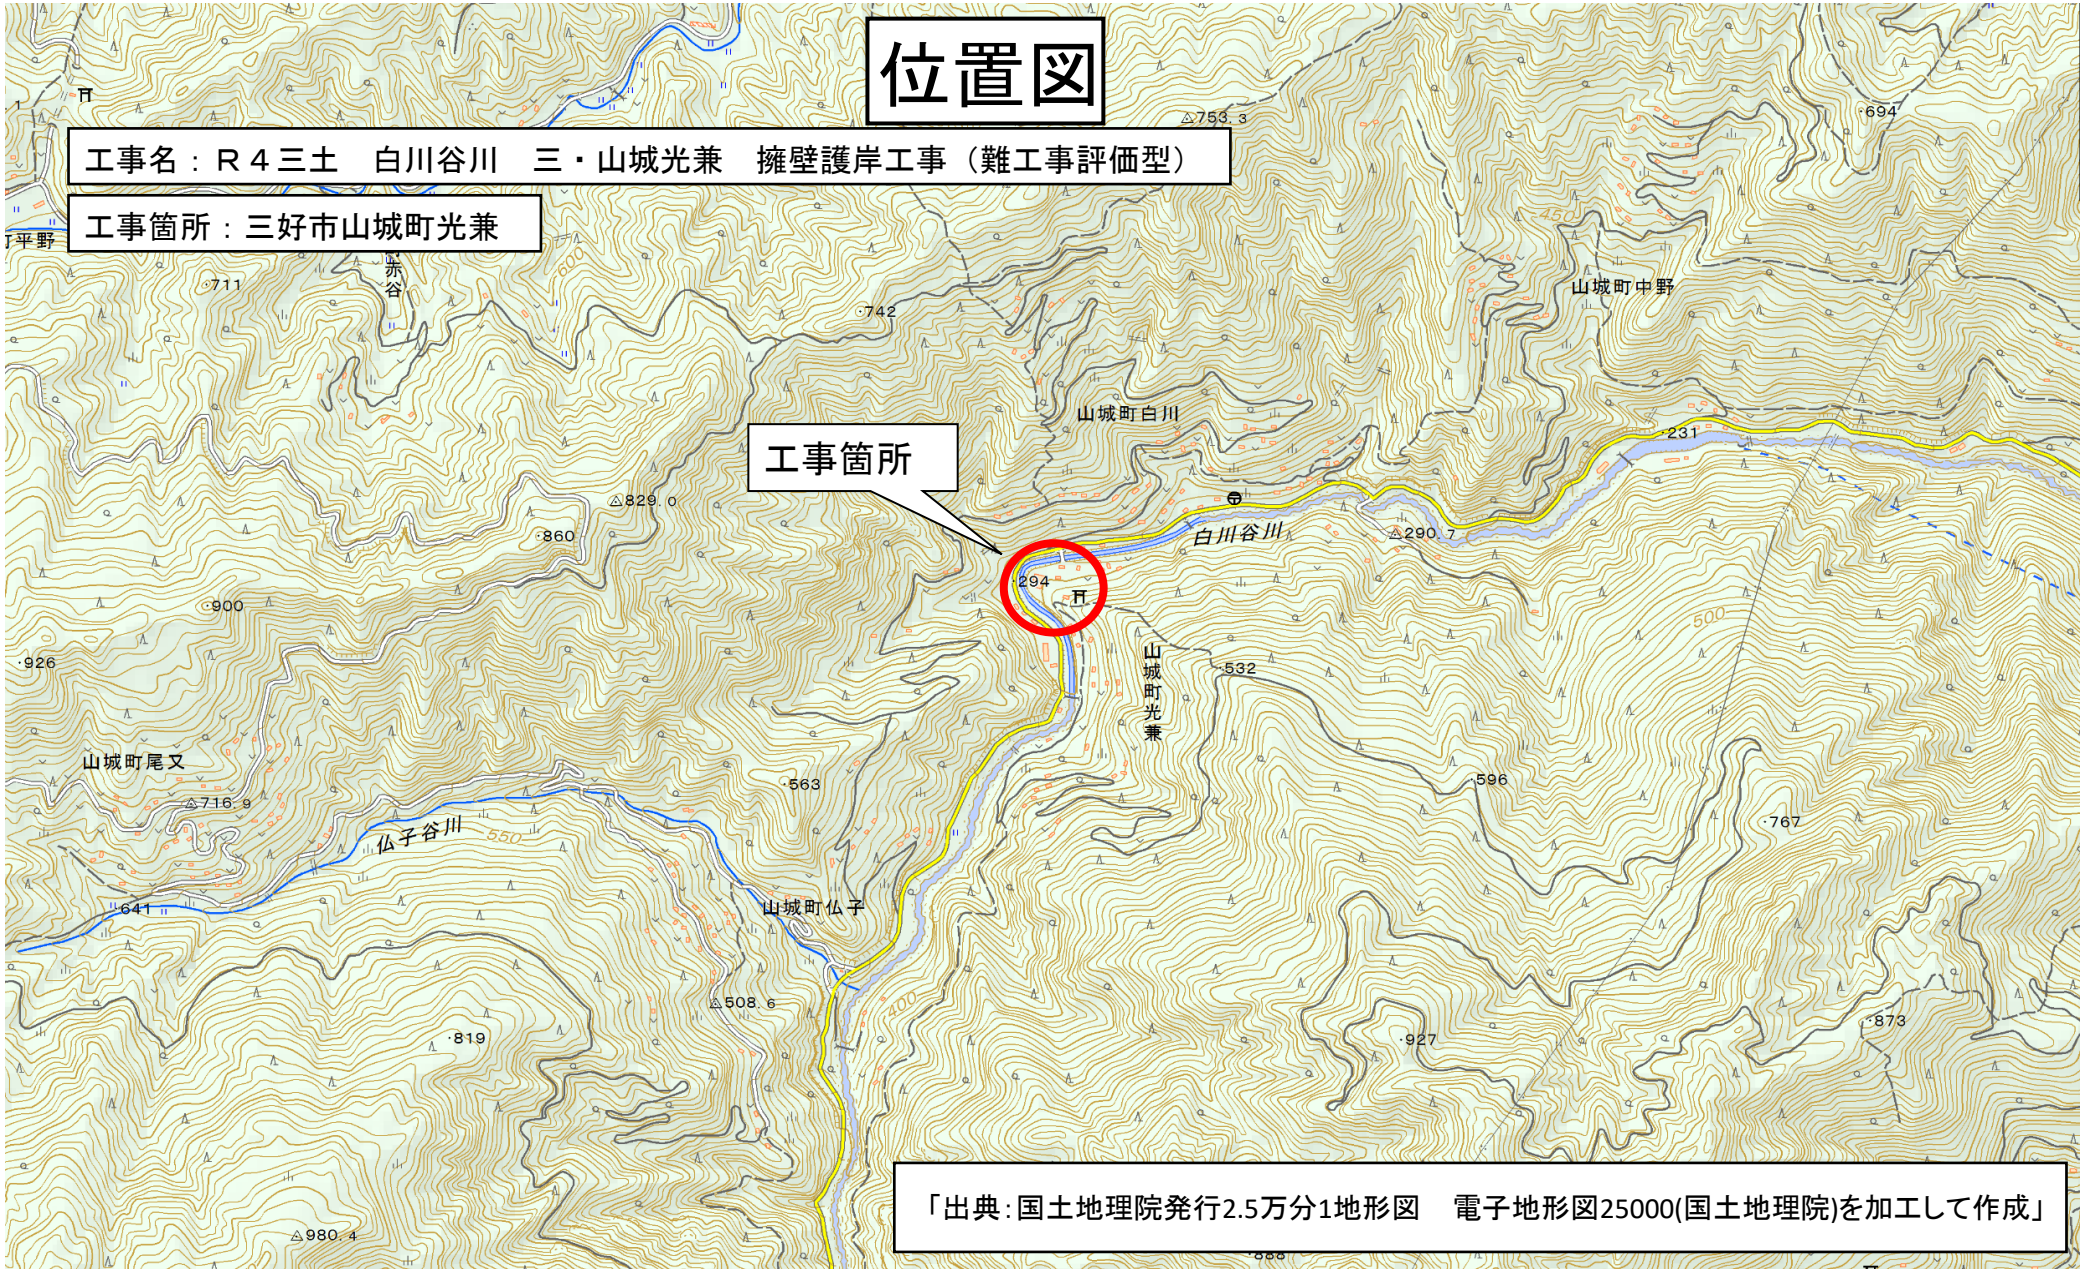 位置図
工事名：Ｒ４三土　白川谷川　三・山城光兼　擁壁護岸工事（難工事評価型）
工事箇所：三好市山城町光兼
753.3
694
平野
赤谷
711
600
742
450
山城町中野
山城町白川
231
工事箇所
829.0
860
白川谷川
290.7
294
900
500
926
532
山城町光兼
山城町尾又
716.9
563
596
767
仏子谷川
550
641
山城町仏子
508.6
400
819
927
873
980.4
888
「出典：国土地理院発行2.5万分1地形図　電子地形図25000(国土地理院)を加工して作成」